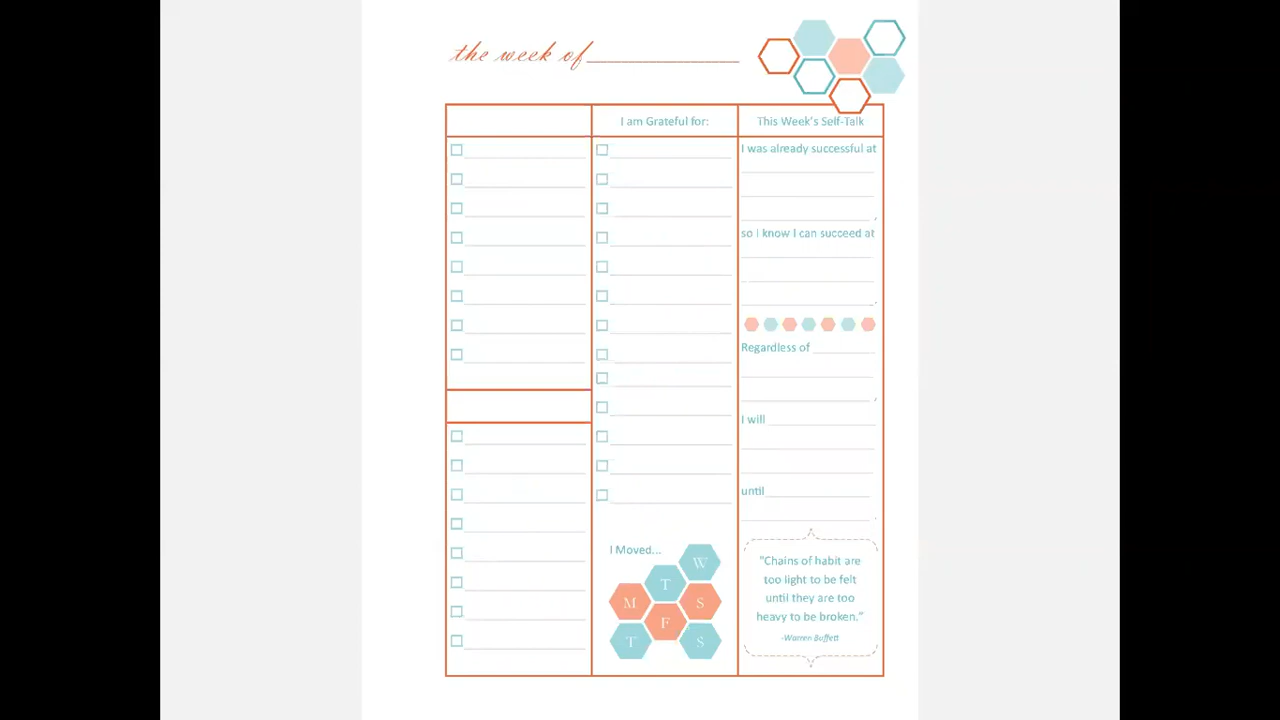 the week of
I am Grateful for:
This Week's Self-Talk
I was already successful at
,
so I know I can succeed at
.
Regardless of
,
I will
until
.
I Moved...
W
T
M
S
F
T
S
"Chains of habit are
too light to be felt
until they are too
heavy to be broken."
-Warren Buffett